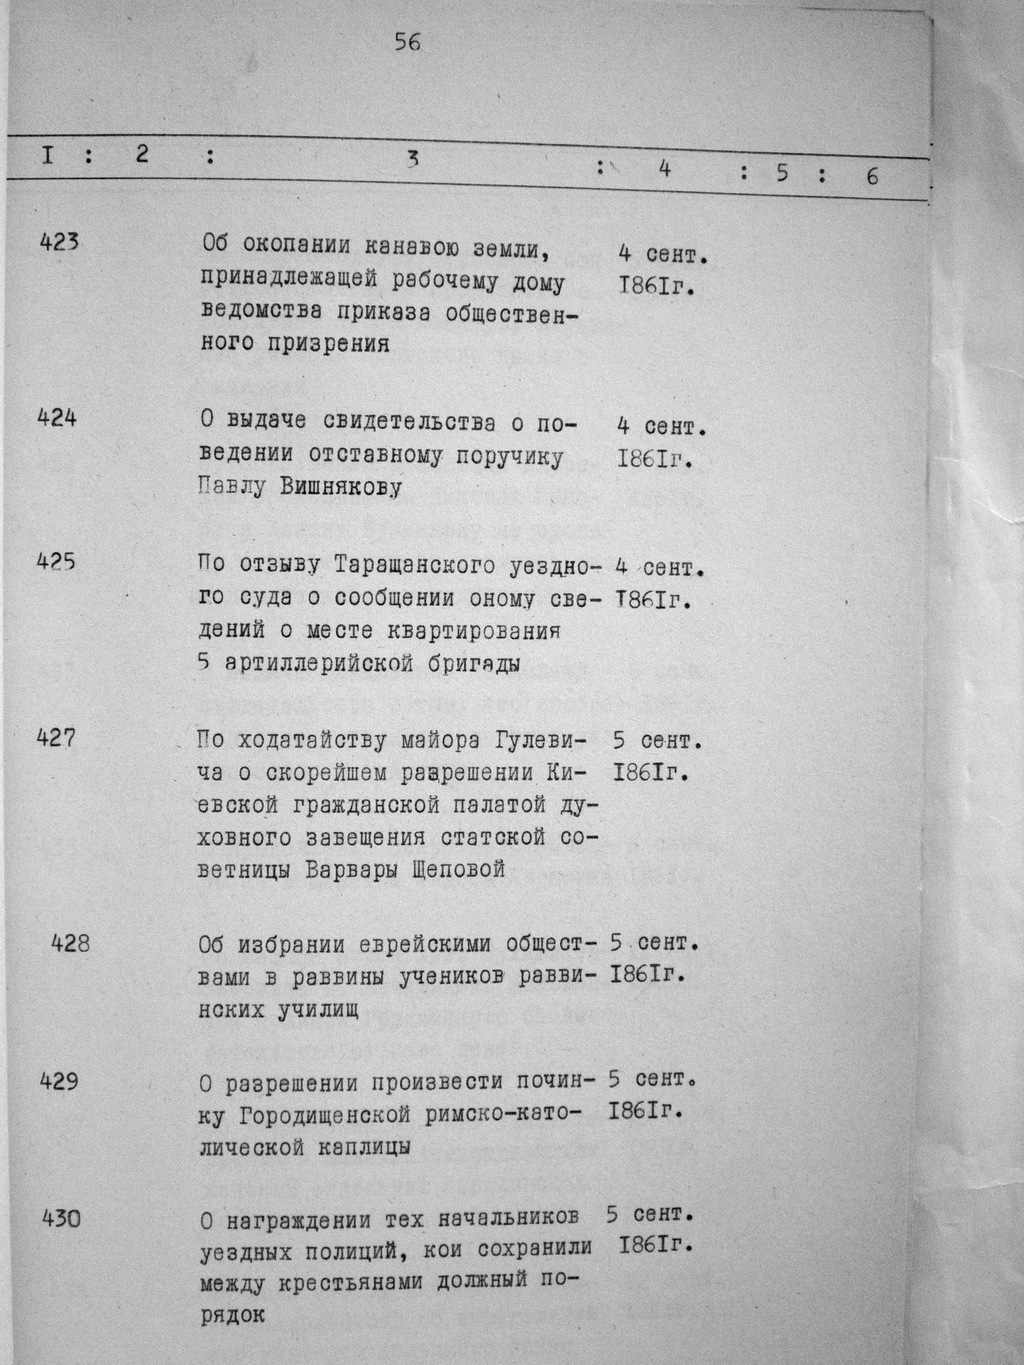 56
I : 2 : 3 : 4 : 5 : 6
423 Об окопании канавою земли, 4 сент.
принадлежащей рабочему дому I86Iг.
ведомства приказа обществен-
ного призрения
424 О выдаче свидетельства о по- 4 сент.
ведении отставному поручику I86Iг.
Павлу Вишнякову
425 По отзыву Таращанского уездно- 4 сент.
го суда о сообщении оному све- I86Iг.
дений о месте квартирования
5 артиллерийской бригады
427 По ходатайству майора Гулеви- 5 сент.
ча о скорейшем разрешении Ки- I86Iг.
евской гражданской палатой ду-
ховного завещения статской со-
ветницы Варвары Щеповой
428 Об избрании еврейскими общест- 5 сент.
вами в раввины учеников равви- I86Iг.
нских училищ
429 О разрешении произвести почин- 5 сент.
ку Городищенской римско-като- I86Iг.
лической каплицы
430 О награждении тех начальников 5 сент.
уездных полиций, кои сохранили I86Iг.
между крестьянами должный по-
рядок